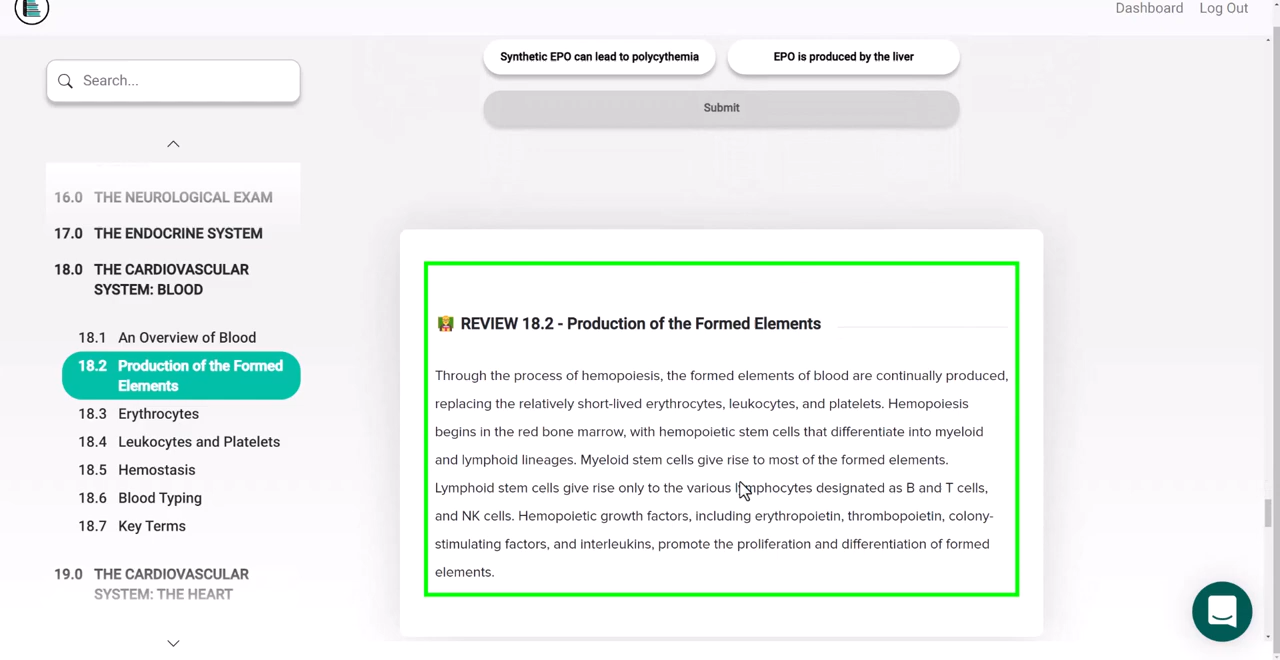 Dashboard Log Out
Search...
Synthetic EPO can lead to polycythemia EPO is produced by the liver
Submit
16.0 THE NEUROLOGICAL EXAM
17.0 THE ENDOCRINE SYSTEM
18.0 THE CARDIOVASCULAR
SYSTEM: BLOOD
18.1 An Overview of Blood
18.2 Production of the Formed
Elements
18.3 Erythrocytes
18.4 Leukocytes and Platelets
18.5 Hemostasis
18.6 Blood Typing
18.7 Key Terms
19.0 THE CARDIOVASCULAR
SYSTEM: THE HEART
REVIEW 18.2 - Production of the Formed Elements
Through the process of hemopoiesis, the formed elements of blood are continually produced,
replacing the relatively short-lived erythrocytes, leukocytes, and platelets. Hemopoiesis
begins in the red bone marrow, with hemopoietic stem cells that differentiate into myeloid
and lymphoid lineages. Myeloid stem cells give rise to most of the formed elements.
Lymphoid stem cells give rise only to the various lymphocytes designated as B and T cells,
and NK cells. Hemopoietic growth factors, including erythropoietin, thrombopoietin, colony-
stimulating factors, and interleukins, promote the proliferation and differentiation of formed
elements.